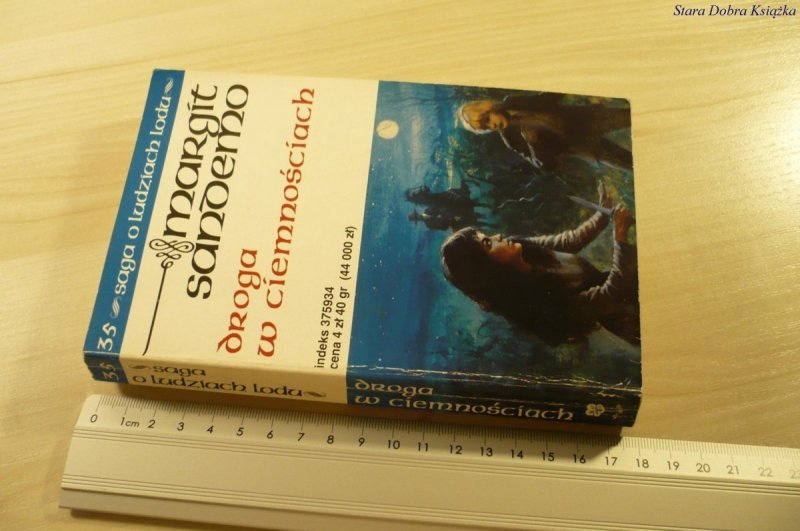 Stara Dobra Książka
35 saga o ludziach lodu
margit
sandemo
droga
w ciemnościach
indeks 375934
cena 4 zł 40 gr (44 000 zł)
35
saga
o ludziach lodu
droga
w ciemnościach
0 1cm 2 3 4 5 6 7 8 9 10 11 12 13 14 15 16 17 18 19 20 21 22 23